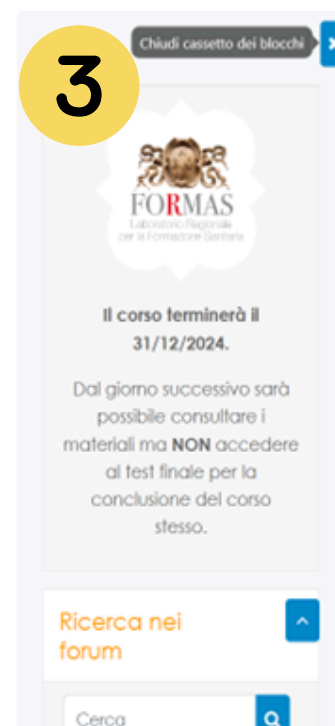 3
Chiudi cassetto dei blocchi
FORMAS
Laboratorio Regionale
per la Formazione Sanitaria
Il corso terminerà il
31/12/2024.
Dal giorno successivo sarà
possibile consultare i
materiali ma NON accedere
al test finale per la
conclusione del corso
stesso.
Ricerca nei
forum
Cerca